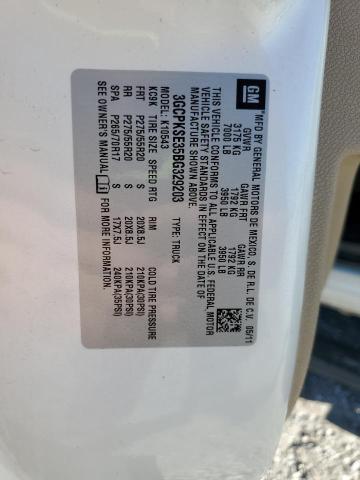 GM
MFD BY GENERAL MOTORS DE MEXICO, S. DE R.L. DE C.V. 05/11
GVWR GAWR FRT GAWR RR
3175 KG 1792 KG 1792 KG
7000 LB 3950 LB 3950 LB
THIS VEHICLE CONFORMS TO ALL APPLICABLE U.S. FEDERAL MOTOR
VEHICLE SAFETY STANDARDS IN EFFECT ON THE DATE OF
MANUFACTURE SHOWN ABOVE.
3GCPKSE35BG329203 TYPE: TRUCK
KOSK MODEL: K10543
TIRE SIZE SPEED RTG RIM COLD TIRE PRESSURE
FRT P275/55R20 S 20X8.5J 210KPA(30PSI)
RR P275/55R20 S 20X8.5J 210KPA(30PSI)
SPA P265/70R17 S 17X7.5J 240KPA(35PSI)
SEE OWNER'S MANUAL FOR MORE INFORMATION.